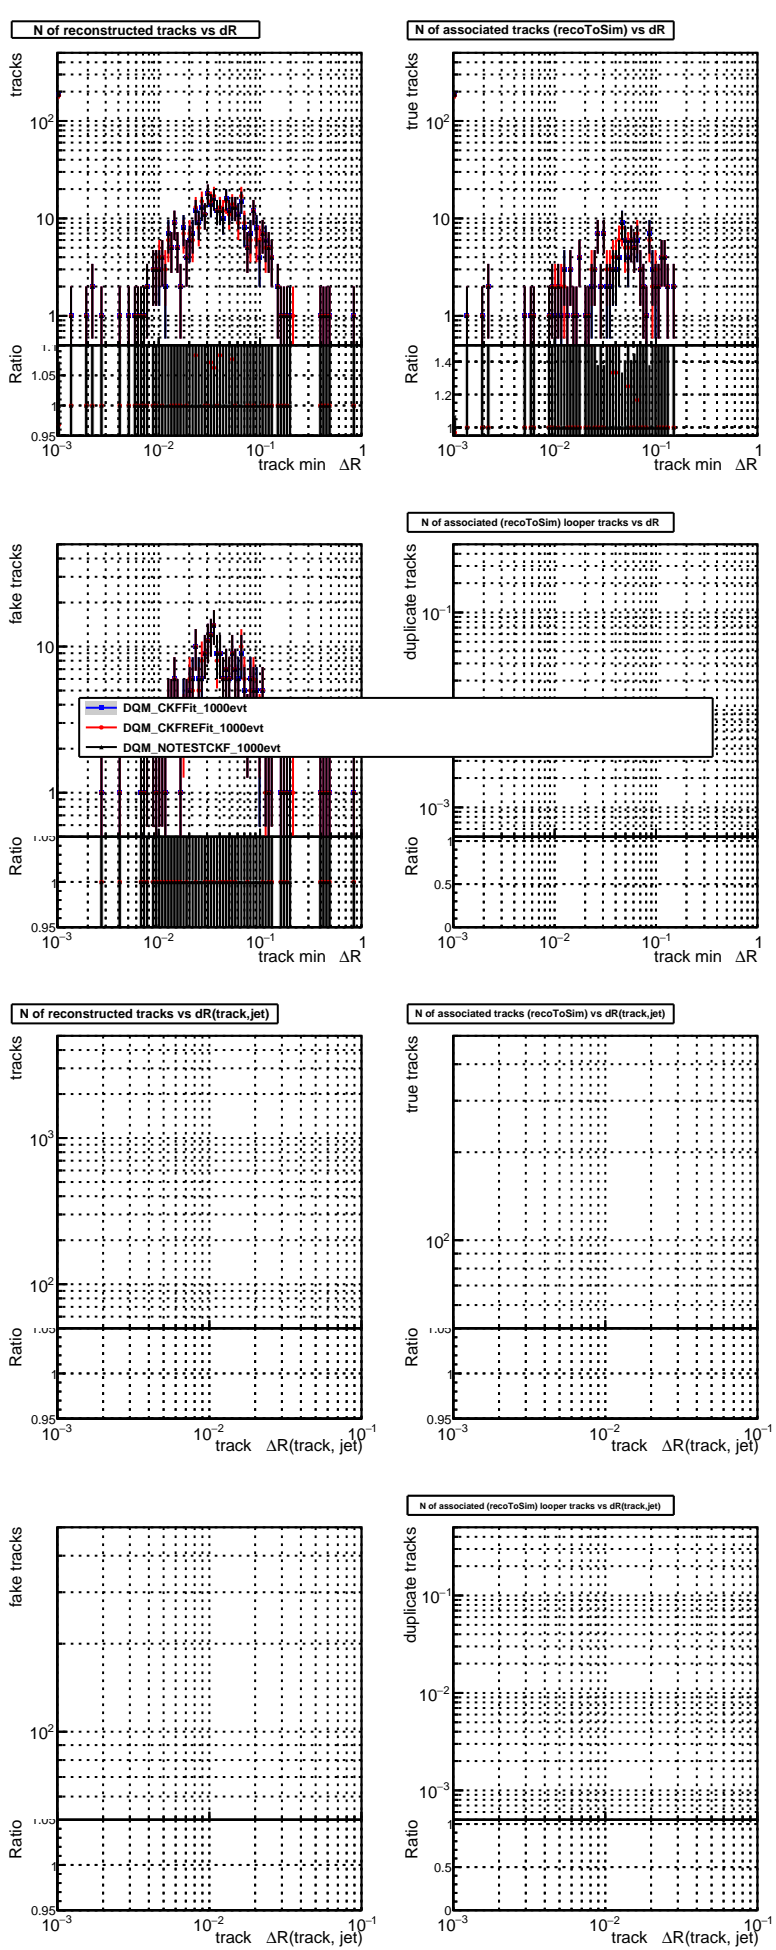 N of reconstructed tracks vs dR
N of associated tracks (recoToSim) vs dR
tracks
10²
10
1
Ratio
1.05
1
0.95
10⁻³
10⁻²
10⁻¹
1
track min ΔR
true tracks
10²
10
1
Ratio
1.4
1.2
1
10⁻³
10⁻²
10⁻¹
1
track min ΔR
N of associated (recoToSim) looper tracks vs dR
fake tracks
10
1
Ratio
1.05
1
0.95
10⁻³
10⁻²
10⁻¹
1
track min ΔR
duplicate tracks
10⁻¹
10⁻³
Ratio
1
0.5
0
10⁻³
10⁻²
10⁻¹
1
track min ΔR
DQM_CKFFit_1000evt
DQM_CKFREFit_1000evt
DQM_NOTESTCKF_1000evt
N of reconstructed tracks vs dR(track,jet)
N of associated tracks (recoToSim) vs dR(track,jet)
tracks
10³
10²
Ratio
1.05
1
0.95
10⁻³
10⁻²
10⁻¹
track ΔR(track, jet)
true tracks
10²
Ratio
1.05
1
0.95
10⁻³
10⁻²
10⁻¹
track ΔR(track, jet)
N of associated (recoToSim) looper tracks vs dR(track,jet)
fake tracks
10²
Ratio
1.05
1
0.95
10⁻³
10⁻²
10⁻¹
track ΔR(track, jet)
duplicate tracks
10⁻¹
10⁻²
10⁻³
Ratio
1
0.5
0
10⁻³
10⁻²
10⁻¹
track ΔR(track, jet)